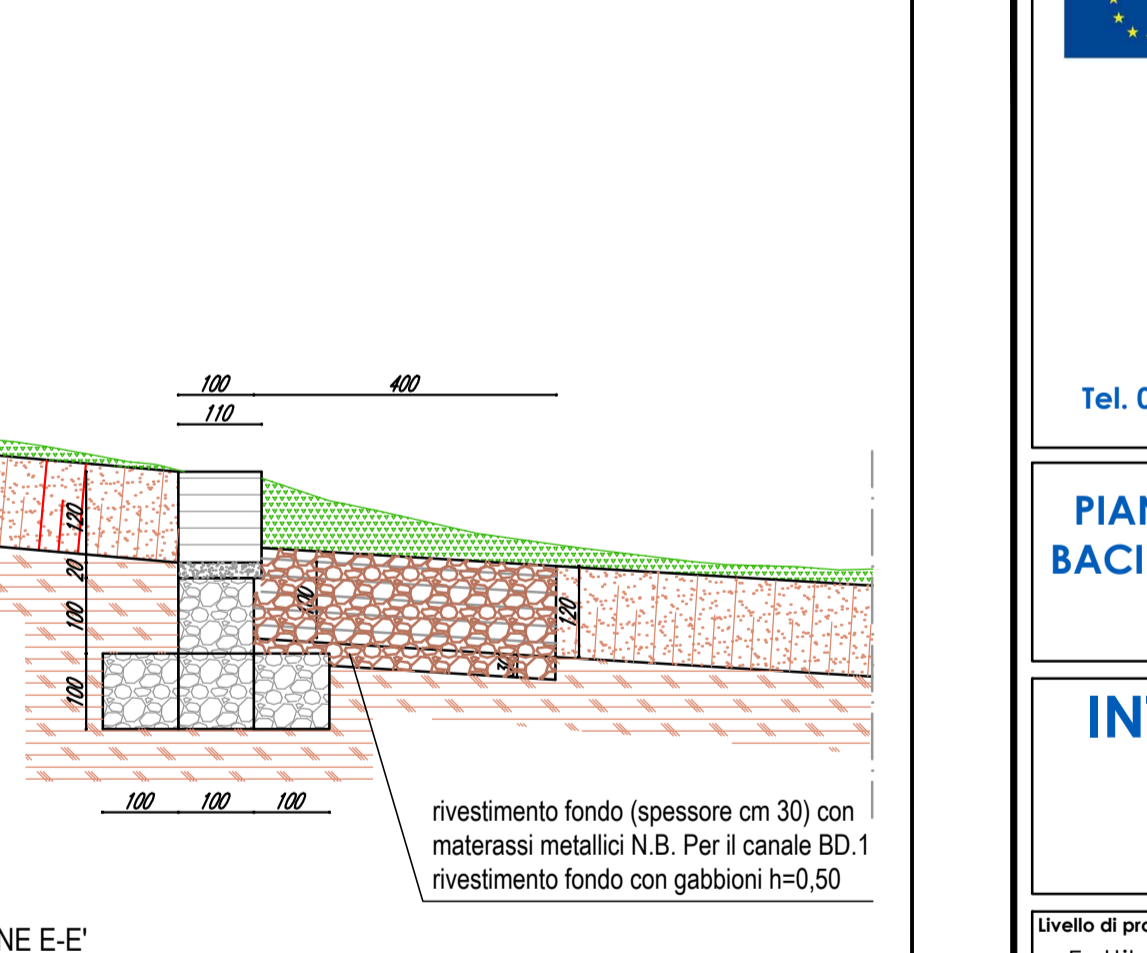 Tel. 0
PIAN
BACI
INT
Livello di pro
100
400
110
120
20
100
100
100
120
100
100
100
rivestimento fondo (spessore cm 30) con
materassi metallici N.B. Per il canale BD.1
rivestimento fondo con gabbioni h=0,50
NE E-E'